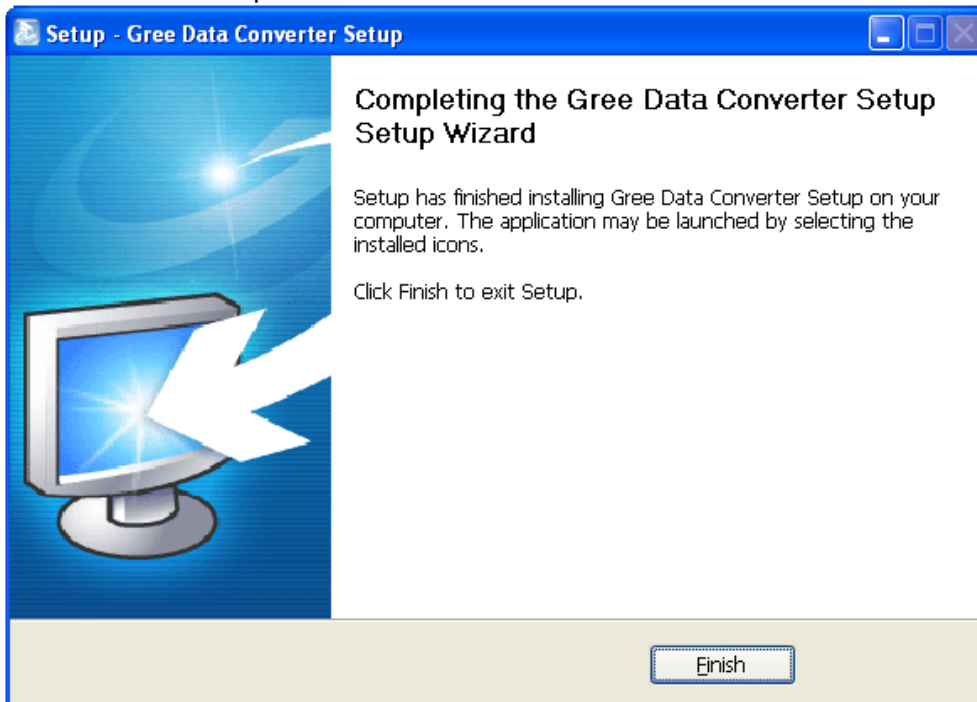 Setup - Gree Data Converter Setup
Completing the Gree Data Converter Setup
Setup Wizard
Setup has finished installing Gree Data Converter Setup on your
computer. The application may be launched by selecting the
installed icons.
Click Finish to exit Setup.
Finish